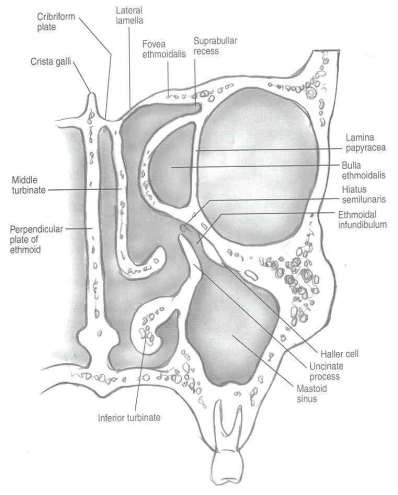 Cribriform
plate
Lateral
lamella
Fovea
ethmoidalis
Suprabullar
recess
Crista galli
Lamina
papyracea
Bulla
ethmoidalis
Middle
turbinate
Hiatus
semilunaris
Ethmoidal
infundibulum
Perpendicular
plate of
ethmoid
Haller cell
Uncinate
process
Mastoid
sinus
Inferior turbinate